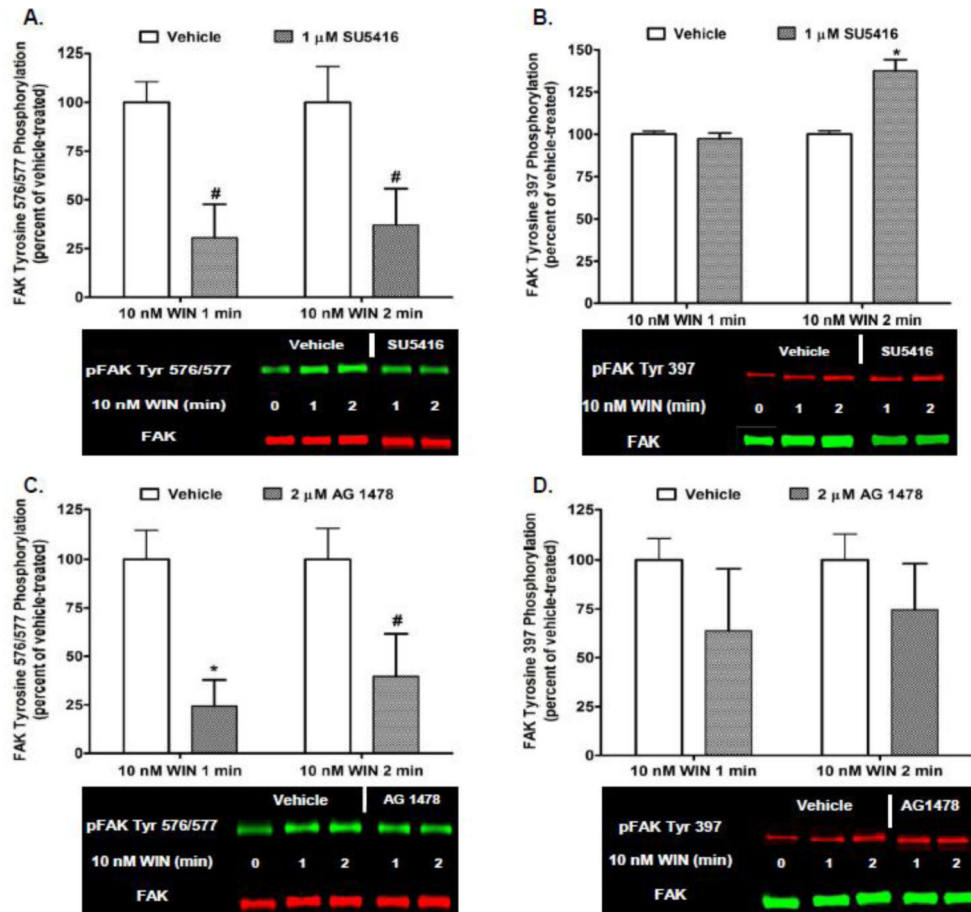 A.
Vehicle 1 μM SU5416
FAK Tyrosine 576/577 Phosphorylation
(percent of vehicle-treated)
125
100
75
50
25
0
#
#
10 nM WIN 1 min 10 nM WIN 2 min
Vehicle SU5416
pFAK Tyr 576/577
10 nM WIN (min) 0 1 2 1 2
FAK
B.
Vehicle 1 μM SU5416
FAK Tyrosine 397 Phosphorylation
(percent of vehicle-treated)
150
125
100
75
50
25
0
*
10 nM WIN 1 min 10 nM WIN 2 min
Vehicle SU5416
pFAK Tyr 397
10 nM WIN (min) 0 1 2 1 2
FAK
C.
Vehicle 2 μM AG 1478
FAK Tyrosine 576/577 Phosphorylation
(percent of vehicle-treated)
125
100
75
50
25
0
*
#
10 nM WIN 1 min 10 nM WIN 2 min
Vehicle AG 1478
pFAK Tyr 576/577
10 nM WIN (min) 0 1 2 1 2
FAK
D.
Vehicle 2 μM AG 1478
FAK Tyrosine 397 Phosphorylation
(percent of vehicle-treated)
125
100
75
50
25
0
10 nM WIN 1 min 10 nM WIN 2 min
Vehicle AG1478
pFAK Tyr 397
10 nM WIN (min) 0 1 2 1 2
FAK